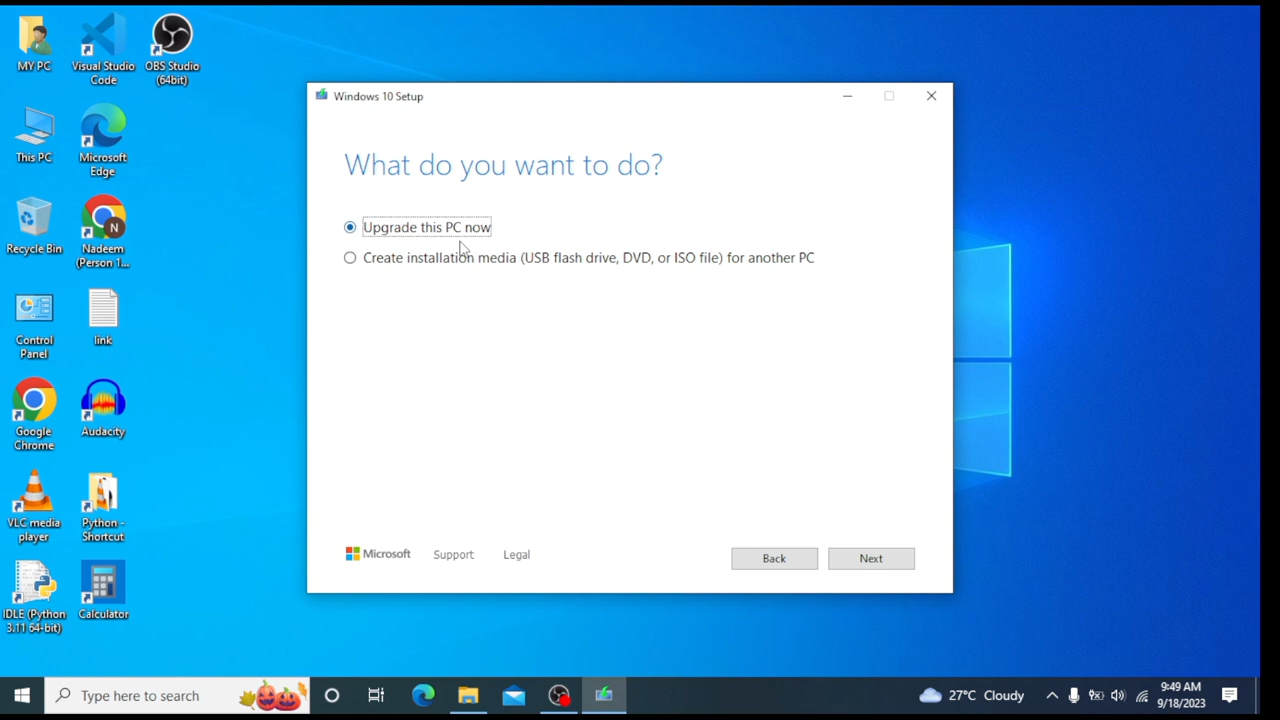 MY PC
Visual Studio
Code
OBS Studio
(64bit)
This PC
Microsoft
Edge
Recycle Bin
N
Nadeem
(Person 1...
Control
Panel
link
Google
Chrome
Audacity
VLC media
player
Python -
Shortcut
IDLE (Python
3.11 64-bit)
Calculator
Windows 10 Setup
What do you want to do?
Upgrade this PC now
Create installation media (USB flash drive, DVD, or ISO file) for another PC
Microsoft
Support
Legal
Back
Next
Type here to search
27°C Cloudy
9:49 AM
9/18/2023